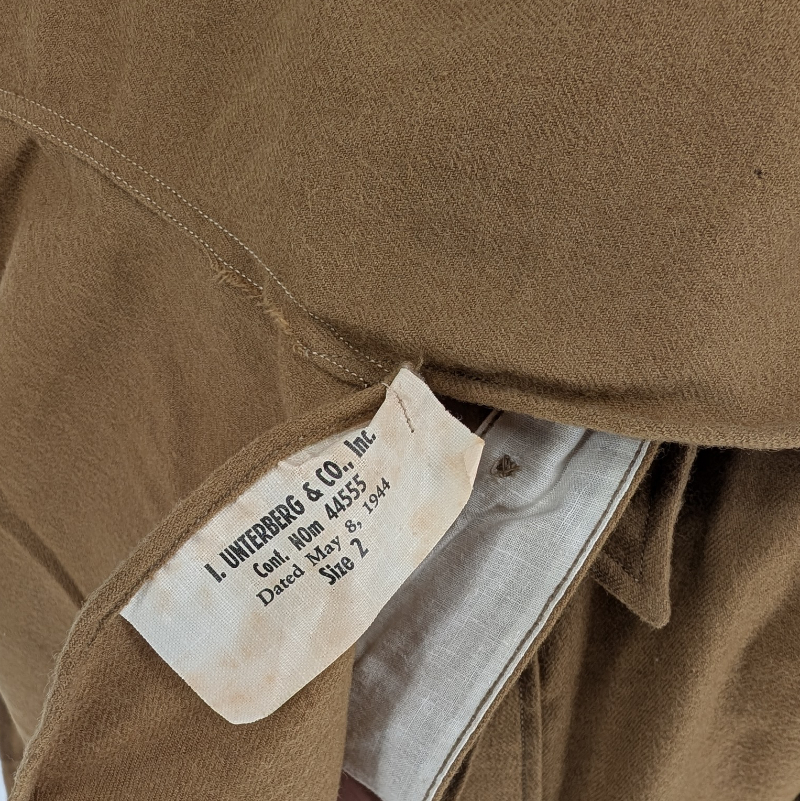 I. UNTERBERG & CO., Inc.
Cont. NOm 44555
Dated May 8, 1944
Size 2